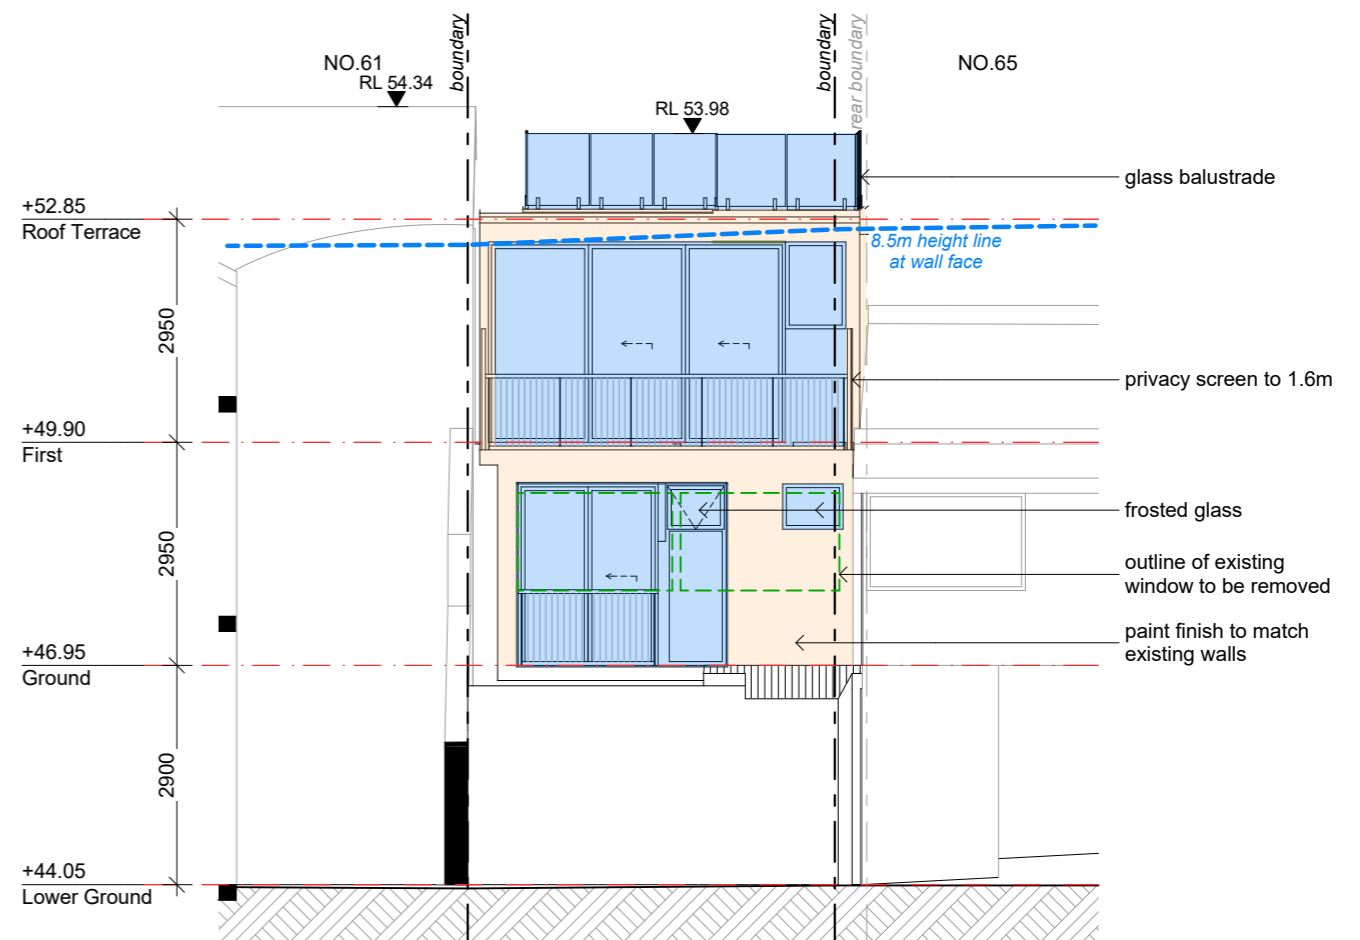 NO.61
RL 54.34
boundary
RL 53.98
boundary
rear boundary
NO.65
glass balustrade
+52.85
Roof Terrace
8.5m height line
at wall face
2950
privacy screen to 1.6m
+49.90
First
frosted glass
2950
outline of existing
window to be removed
paint finish to match
existing walls
+46.95
Ground
2900
+44.05
Lower Ground